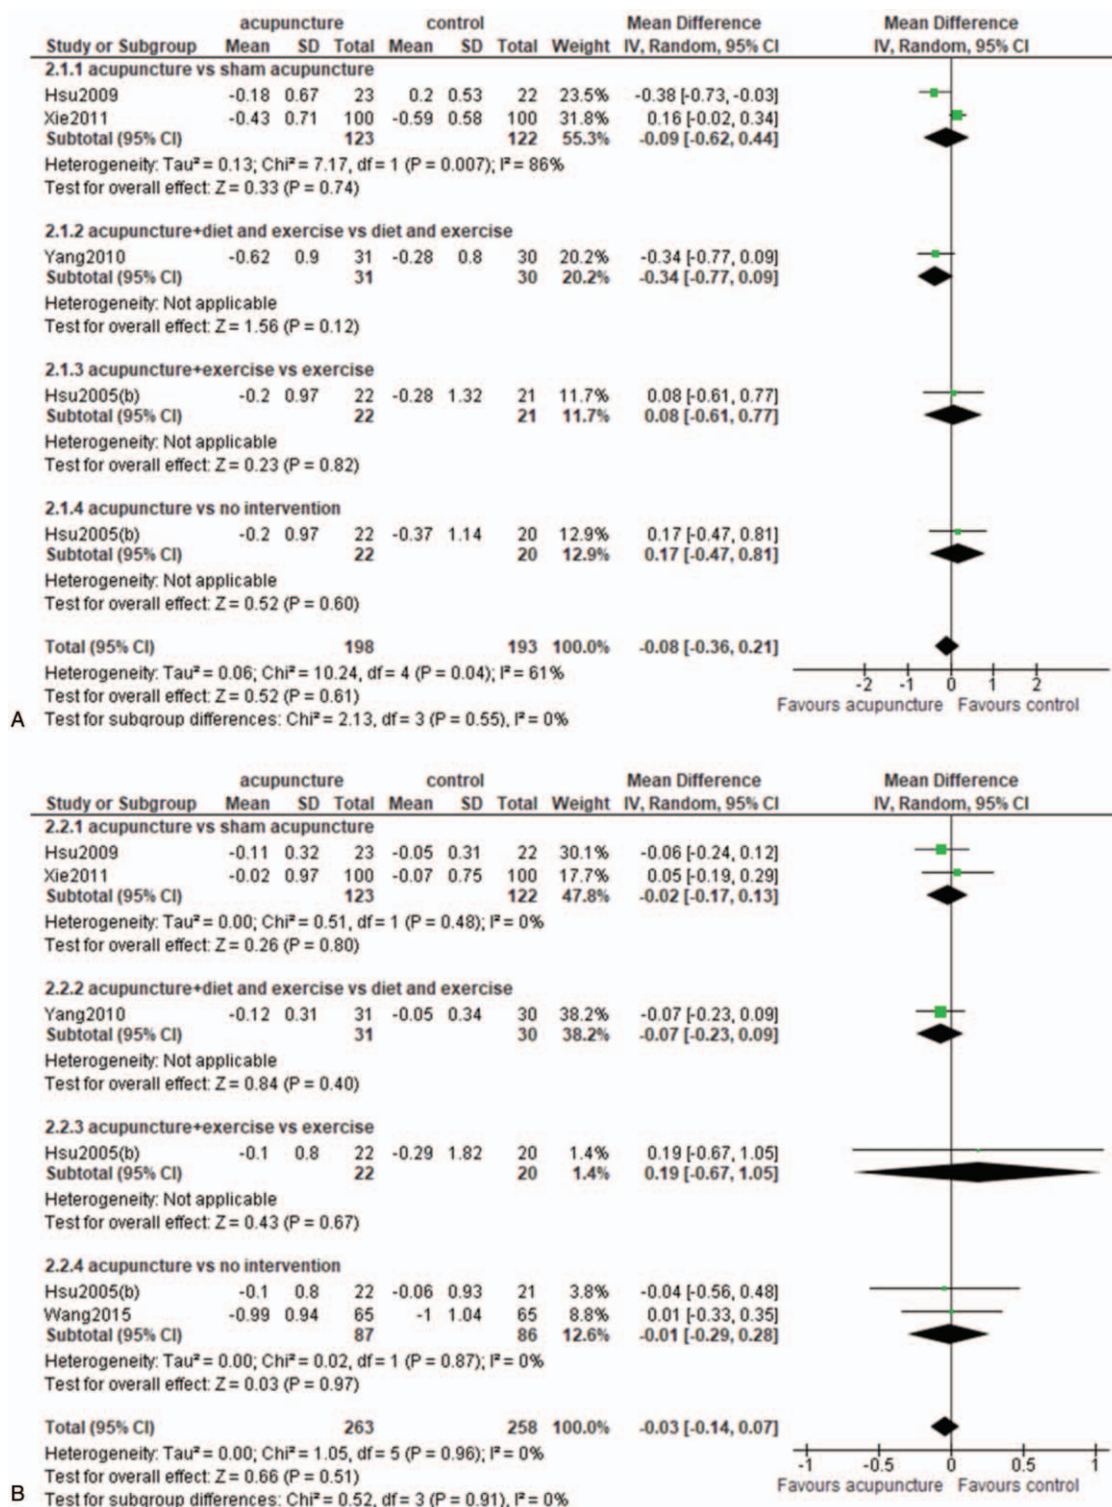 acupuncture control Mean Difference Mean Difference
Study or Subgroup Mean SD Total Mean SD Total Weight IV, Random, 95% CI IV, Random, 95% CI
2.1.1 acupuncture vs sham acupuncture
Hsu2009 -0.18 0.67 23 0.2 0.53 22 23.5% -0.38 [-0.73, -0.03]
Xie2011 -0.43 0.71 100 -0.59 0.58 100 31.8% 0.16 [-0.02, 0.34]
Subtotal (95% CI) 123 122 55.3% -0.09 [-0.62, 0.44]
Heterogeneity: Tau² = 0.13; Chi² = 7.17, df = 1 (P = 0.007); I² = 86%
Test for overall effect: Z = 0.33 (P = 0.74)
2.1.2 acupuncture+diet and exercise vs diet and exercise
Yang2010 -0.62 0.9 31 -0.28 0.8 30 20.2% -0.34 [-0.77, 0.09]
Subtotal (95% CI) 31 30 20.2% -0.34 [-0.77, 0.09]
Heterogeneity: Not applicable
Test for overall effect: Z = 1.56 (P = 0.12)
2.1.3 acupuncture+exercise vs exercise
Hsu2005(b) -0.2 0.97 22 -0.28 1.32 21 11.7% 0.08 [-0.61, 0.77]
Subtotal (95% CI) 22 21 11.7% 0.08 [-0.61, 0.77]
Heterogeneity: Not applicable
Test for overall effect: Z = 0.23 (P = 0.82)
2.1.4 acupuncture vs no intervention
Hsu2005(b) -0.2 0.97 22 -0.37 1.14 20 12.9% 0.17 [-0.47, 0.81]
Subtotal (95% CI) 22 20 12.9% 0.17 [-0.47, 0.81]
Heterogeneity: Not applicable
Test for overall effect: Z = 0.52 (P = 0.60)
Total (95% CI) 198 193 100.0% -0.08 [-0.36, 0.21]
Heterogeneity: Tau² = 0.06; Chi² = 10.24, df = 4 (P = 0.04); I² = 61%
Test for overall effect: Z = 0.52 (P = 0.61)
Test for subgroup differences: Chi² = 2.13, df = 3 (P = 0.55), I² = 0%
-2 -1 0 1 2
Favours acupuncture Favours control
A
acupuncture control Mean Difference Mean Difference
Study or Subgroup Mean SD Total Mean SD Total Weight IV, Random, 95% CI IV, Random, 95% CI
2.2.1 acupuncture vs sham acupuncture
Hsu2009 -0.11 0.32 23 -0.05 0.31 22 30.1% -0.06 [-0.24, 0.12]
Xie2011 -0.02 0.97 100 -0.07 0.75 100 17.7% 0.05 [-0.19, 0.29]
Subtotal (95% CI) 123 122 47.8% -0.02 [-0.17, 0.13]
Heterogeneity: Tau² = 0.00; Chi² = 0.51, df = 1 (P = 0.48); I² = 0%
Test for overall effect: Z = 0.26 (P = 0.80)
2.2.2 acupuncture+diet and exercise vs diet and exercise
Yang2010 -0.12 0.31 31 -0.05 0.34 30 38.2% -0.07 [-0.23, 0.09]
Subtotal (95% CI) 31 30 38.2% -0.07 [-0.23, 0.09]
Heterogeneity: Not applicable
Test for overall effect: Z = 0.84 (P = 0.40)
2.2.3 acupuncture+exercise vs exercise
Hsu2005(b) -0.1 0.8 22 -0.29 1.82 20 1.4% 0.19 [-0.67, 1.05]
Subtotal (95% CI) 22 20 1.4% 0.19 [-0.67, 1.05]
Heterogeneity: Not applicable
Test for overall effect: Z = 0.43 (P = 0.67)
2.2.4 acupuncture vs no intervention
Hsu2005(b) -0.1 0.8 22 -0.06 0.93 21 3.8% -0.04 [-0.56, 0.48]
Wang2015 -0.99 0.94 65 -1 1.04 65 8.8% 0.01 [-0.33, 0.35]
Subtotal (95% CI) 87 86 12.6% -0.01 [-0.29, 0.28]
Heterogeneity: Tau² = 0.00; Chi² = 0.02, df = 1 (P = 0.87); I² = 0%
Test for overall effect: Z = 0.03 (P = 0.97)
Total (95% CI) 263 258 100.0% -0.03 [-0.14, 0.07]
Heterogeneity: Tau² = 0.00; Chi² = 1.05, df = 5 (P = 0.96); I² = 0%
Test for overall effect: Z = 0.66 (P = 0.51)
Test for subgroup differences: Chi² = 0.52, df = 3 (P = 0.91), I² = 0%
-1 -0.5 0 0.5 1
Favours acupuncture Favours control
B